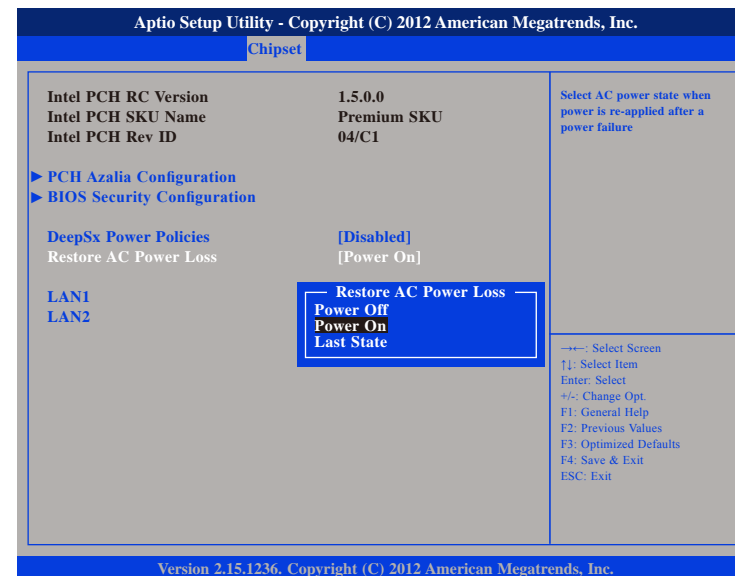 Aptio Setup Utility - Copyright (C) 2012 American Megatrends, Inc.
Chipset
Intel PCH RC Version 1.5.0.0
Intel PCH SKU Name Premium SKU
Intel PCH Rev ID 04/C1
► PCH Azalia Configuration
► BIOS Security Configuration
DeepSx Power Policies [Disabled]
Restore AC Power Loss [Power On]
LAN1
LAN2
Restore AC Power Loss
Power Off
Power On
Last State
Select AC power state when
power is re-applied after a
power failure
→←: Select Screen
↑↓: Select Item
Enter: Select
+/-: Change Opt.
F1: General Help
F2: Previous Values
F3: Optimized Defaults
F4: Save & Exit
ESC: Exit
Version 2.15.1236. Copyright (C) 2012 American Megatrends, Inc.